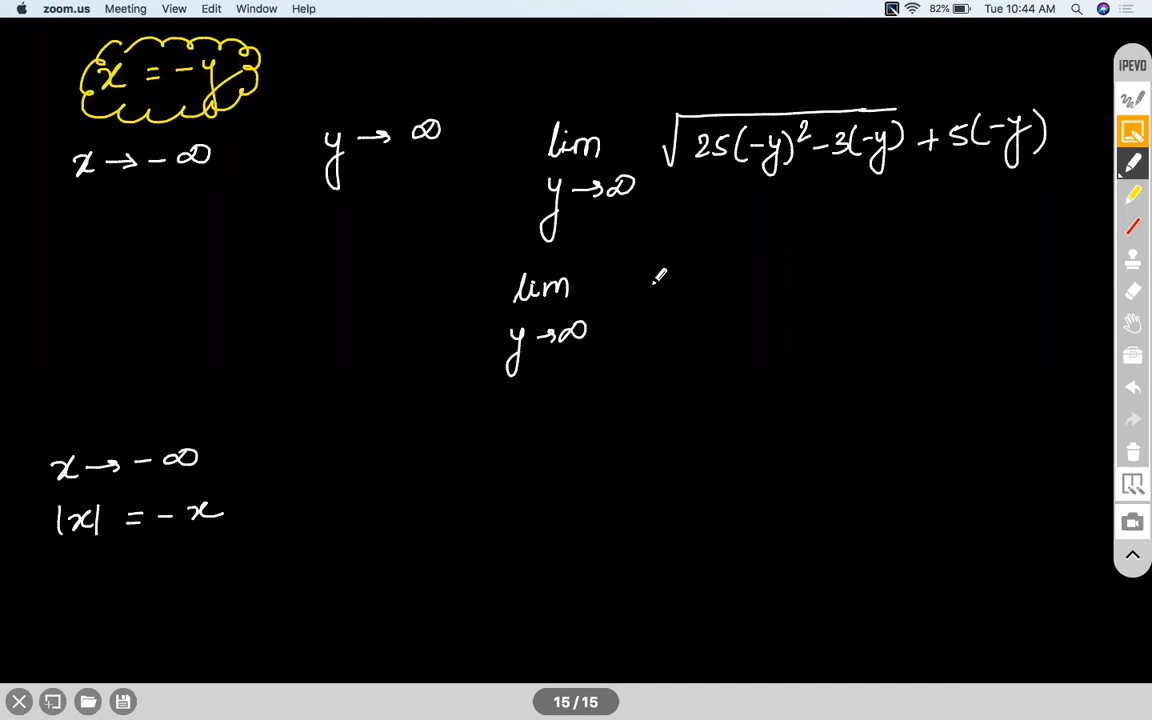 zoom.us Meeting View Edit Window Help 82% Tue 10:44 AM
x = -y
x → -∞
y → ∞
lim √(25(-y)² - 3(-y)) + 5(-y)
y → ∞
lim
y → ∞
x → -∞
|x| = -x
IPEVO
15/15